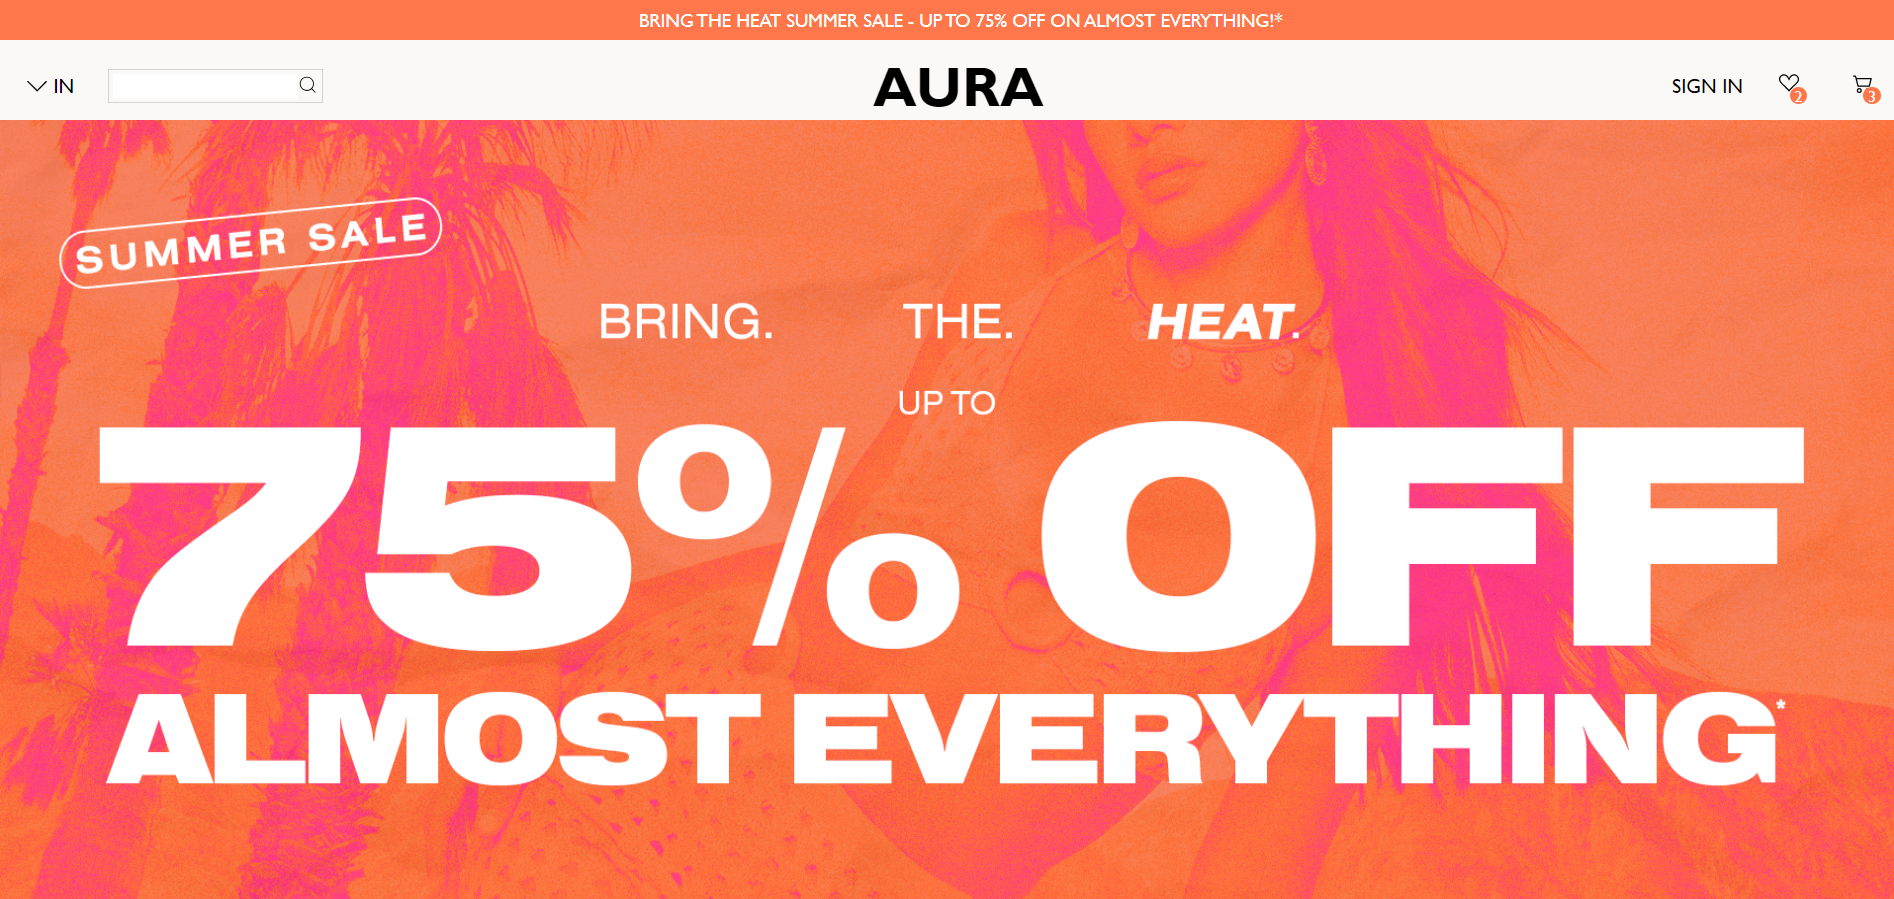 BRING THE HEAT SUMMER SALE - UP TO 75% OFF ON ALMOST EVERYTHING!*
IN
AURA
SIGN IN
2
3
SUMMER SALE
BRING. THE. HEAT.
UP TO
75% OFF
ALMOST EVERYTHING*